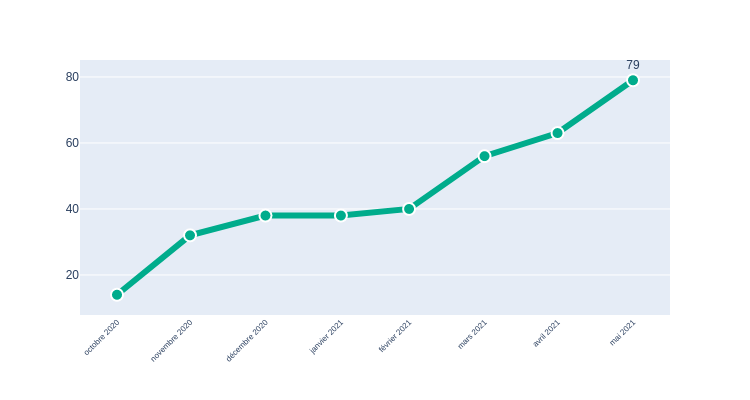 79
80
60
40
20
octobre 2020
novembre 2020
décembre 2020
janvier 2021
février 2021
mars 2021
avril 2021
mai 2021